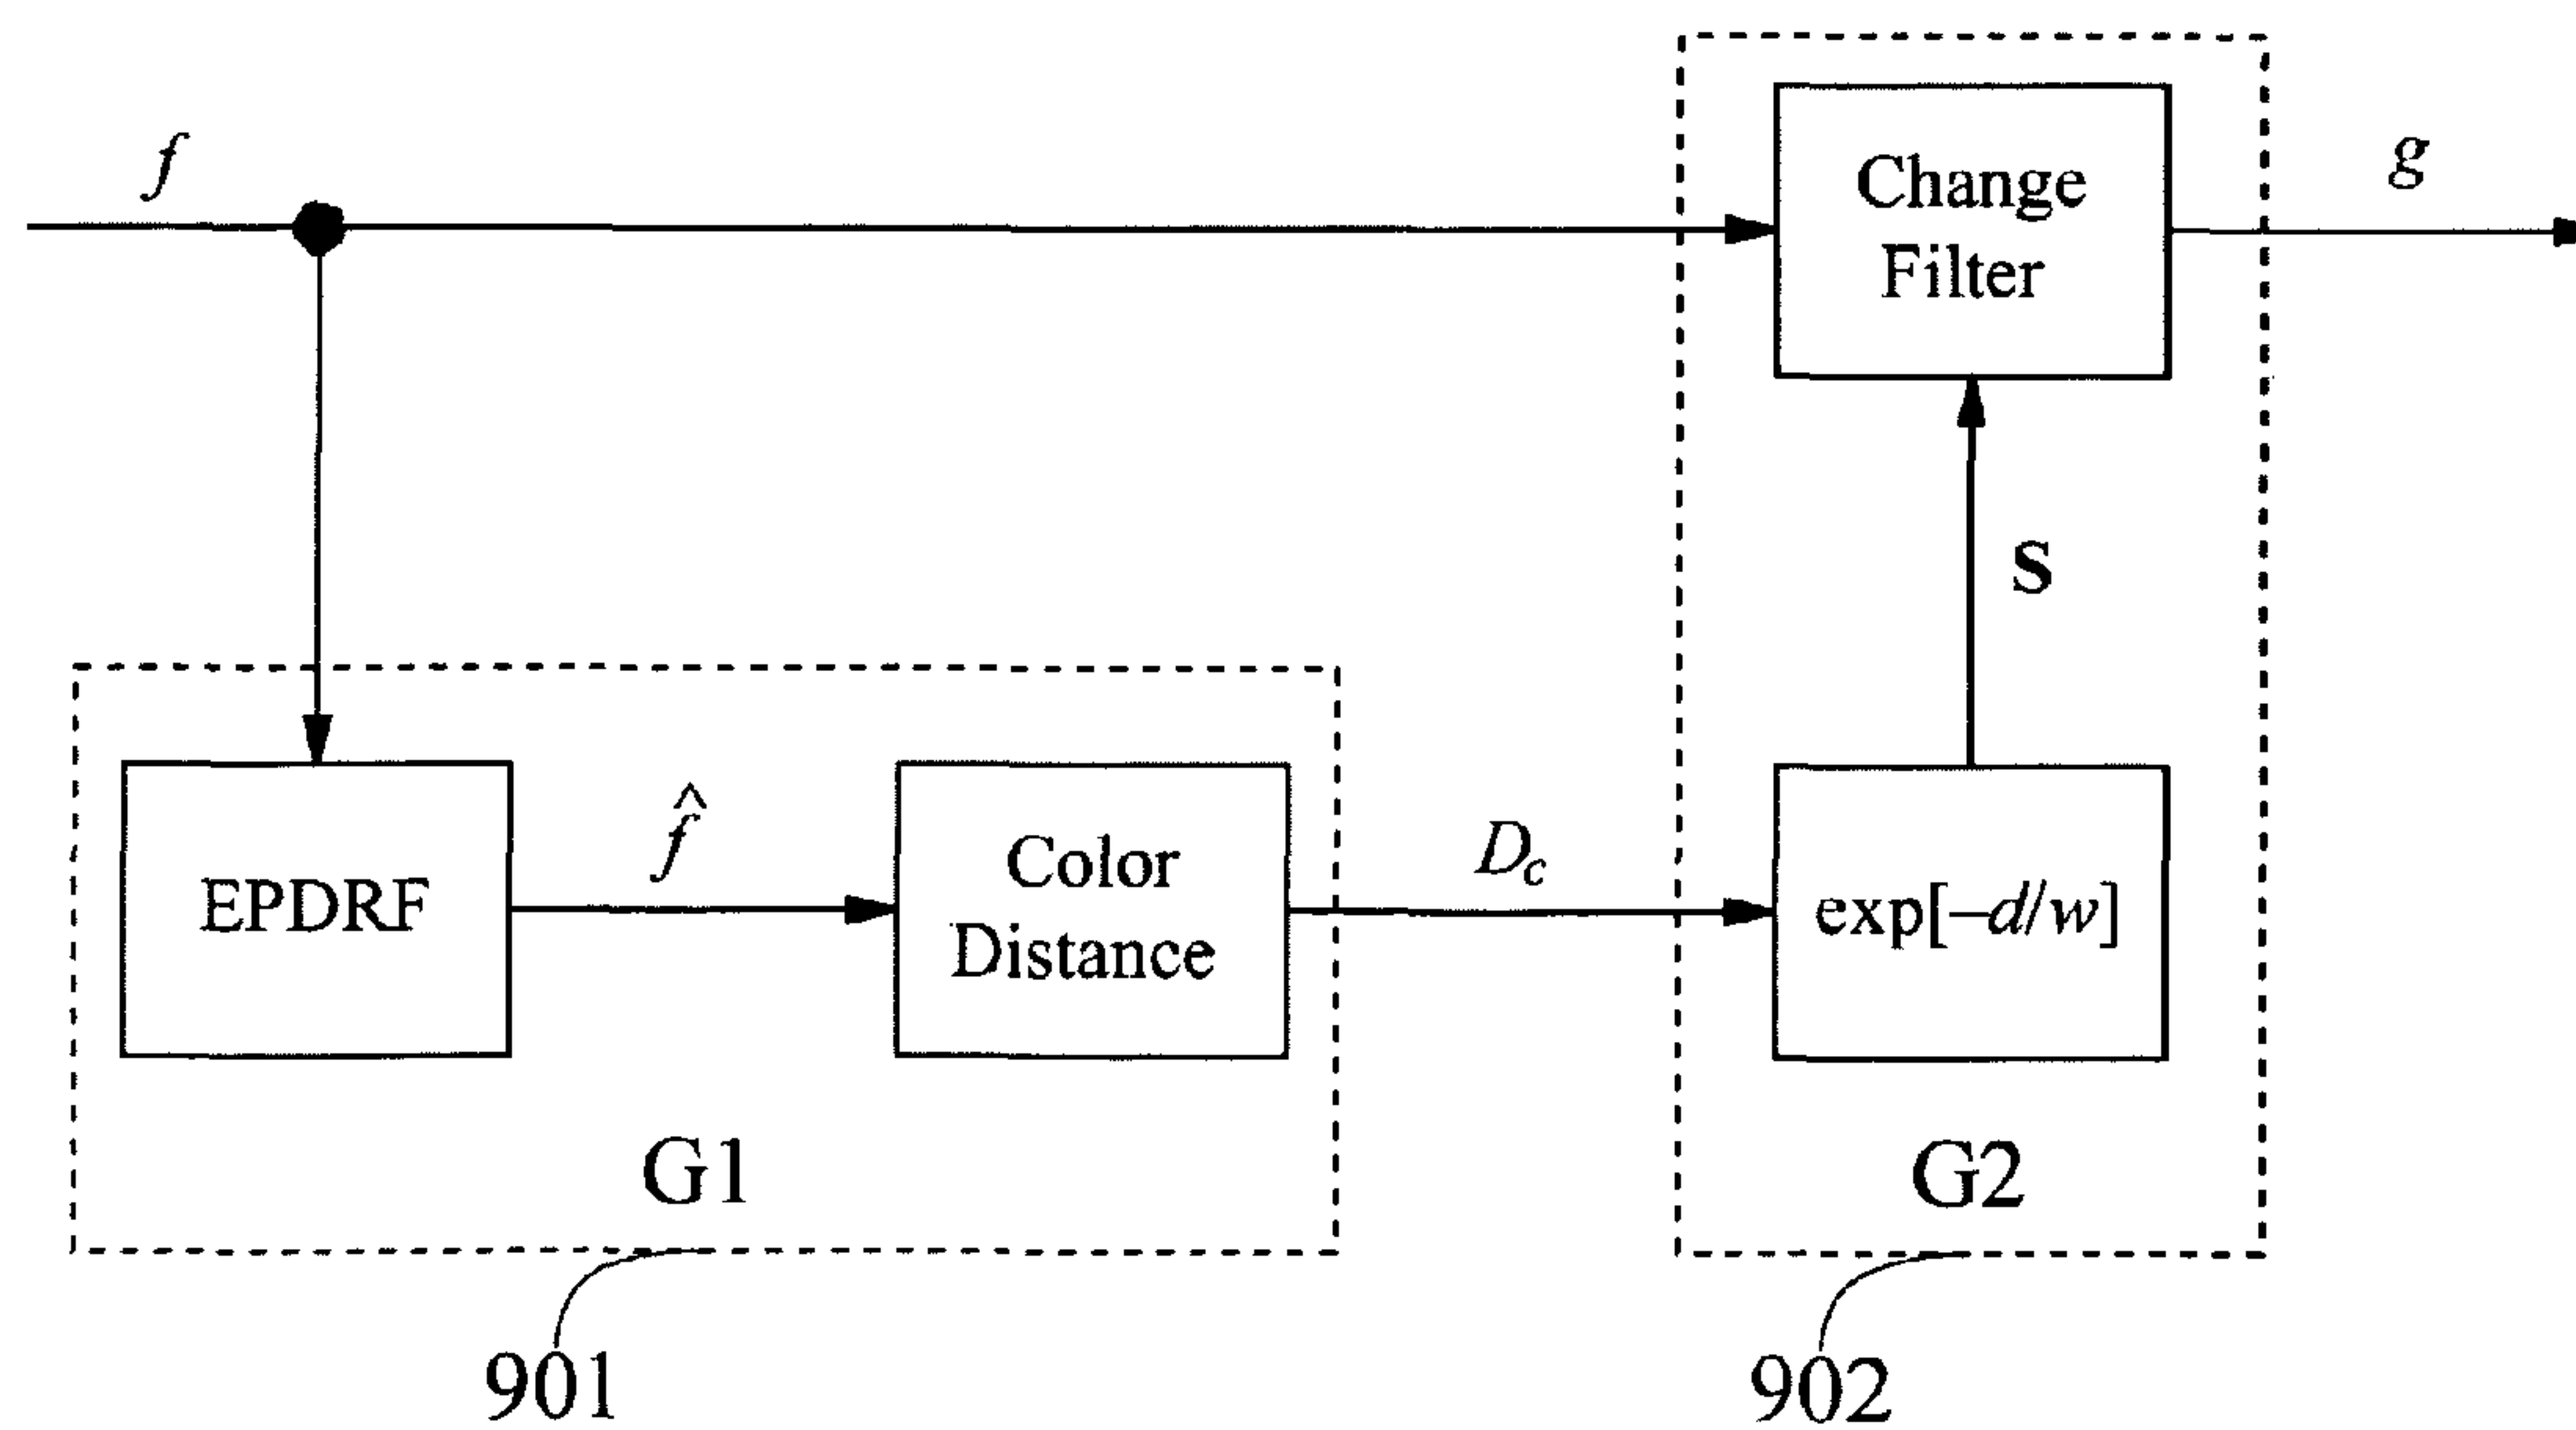 f
g
Change
Filter
S
EPDRF
f̂
Color
Distance
D_c
exp[–d/w]
G1
G2
901
902